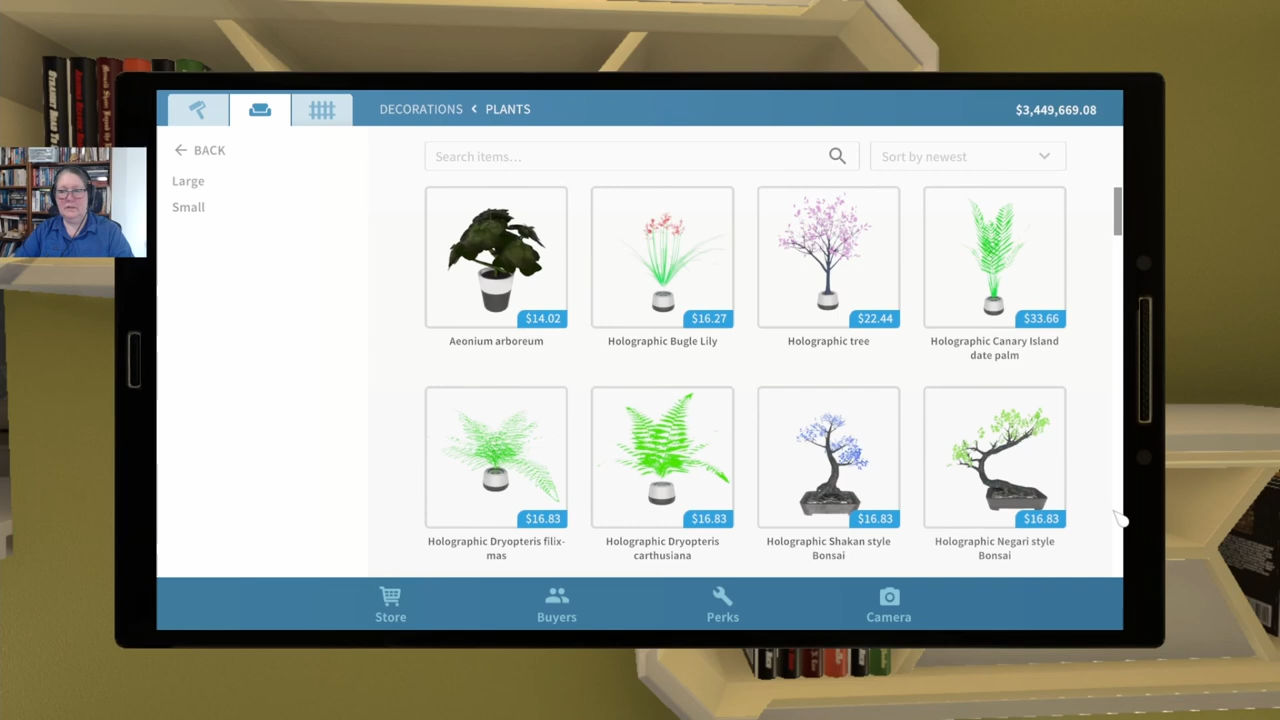 DECORATIONS < PLANTS
$3,449,669.08
BACK
Search items...
Sort by newest
Large
Small
$14.02
$16.27
$22.44
$33.66
Aeonium arboreum
Holographic Bugle Lily
Holographic tree
Holographic Canary Island
date palm
$16.83
$16.83
$16.83
$16.83
Holographic Dryopteris filix-
mas
Holographic Dryopteris
carthusiana
Holographic Shakan style
Bonsai
Holographic Negari style
Bonsai
Store
Buyers
Perks
Camera